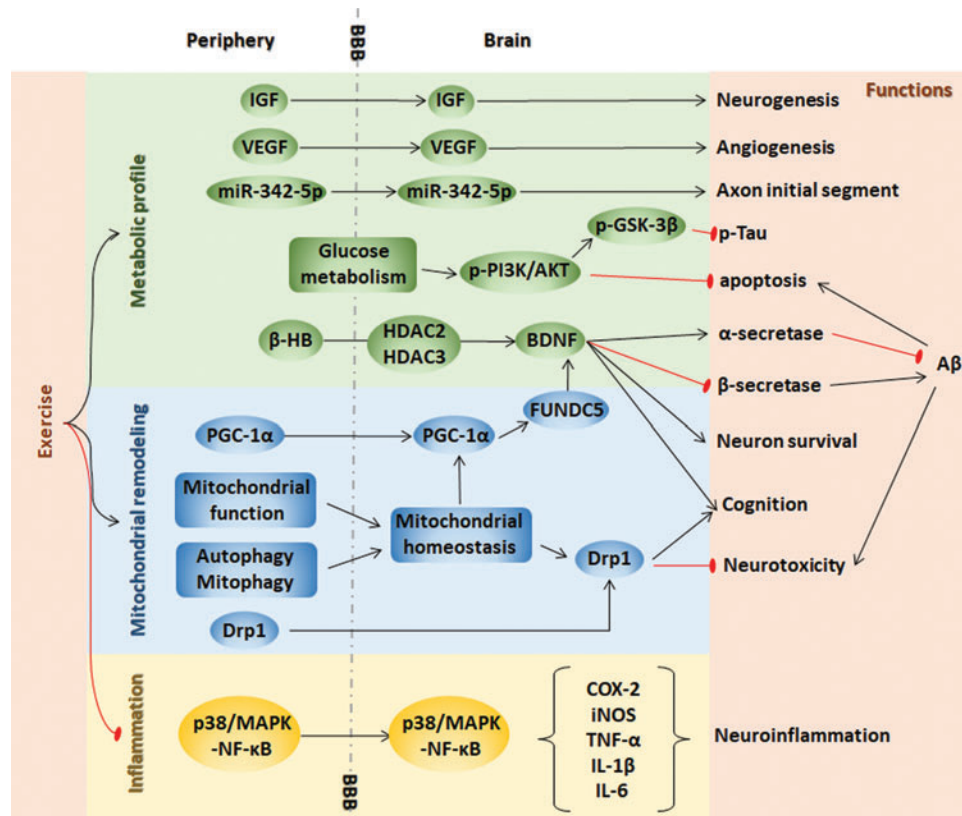 Periphery
BBB
Brain
Functions
Exercise
Metabolic profile
IGF
IGF
Neurogenesis
VEGF
VEGF
Angiogenesis
miR-342-5p
miR-342-5p
Axon initial segment
p-GSK-3β
p-Tau
Glucose
metabolism
p-PI3K/AKT
apoptosis
β-HB
HDAC2
HDAC3
BDNF
α-secretase
Aβ
β-secretase
Mitochondrial remodeling
FUNDC5
PGC-1α
PGC-1α
Neuron survival
Mitochondrial
function
Mitochondrial
homeostasis
Cognition
Autophagy
Mitophagy
Drp1
Neurotoxicity
Drp1
Inflammation
p38/MAPK
-NF-κB
p38/MAPK
-NF-κB
COX-2
iNOS
TNF-α
IL-1β
IL-6
Neuroinflammation
BBB